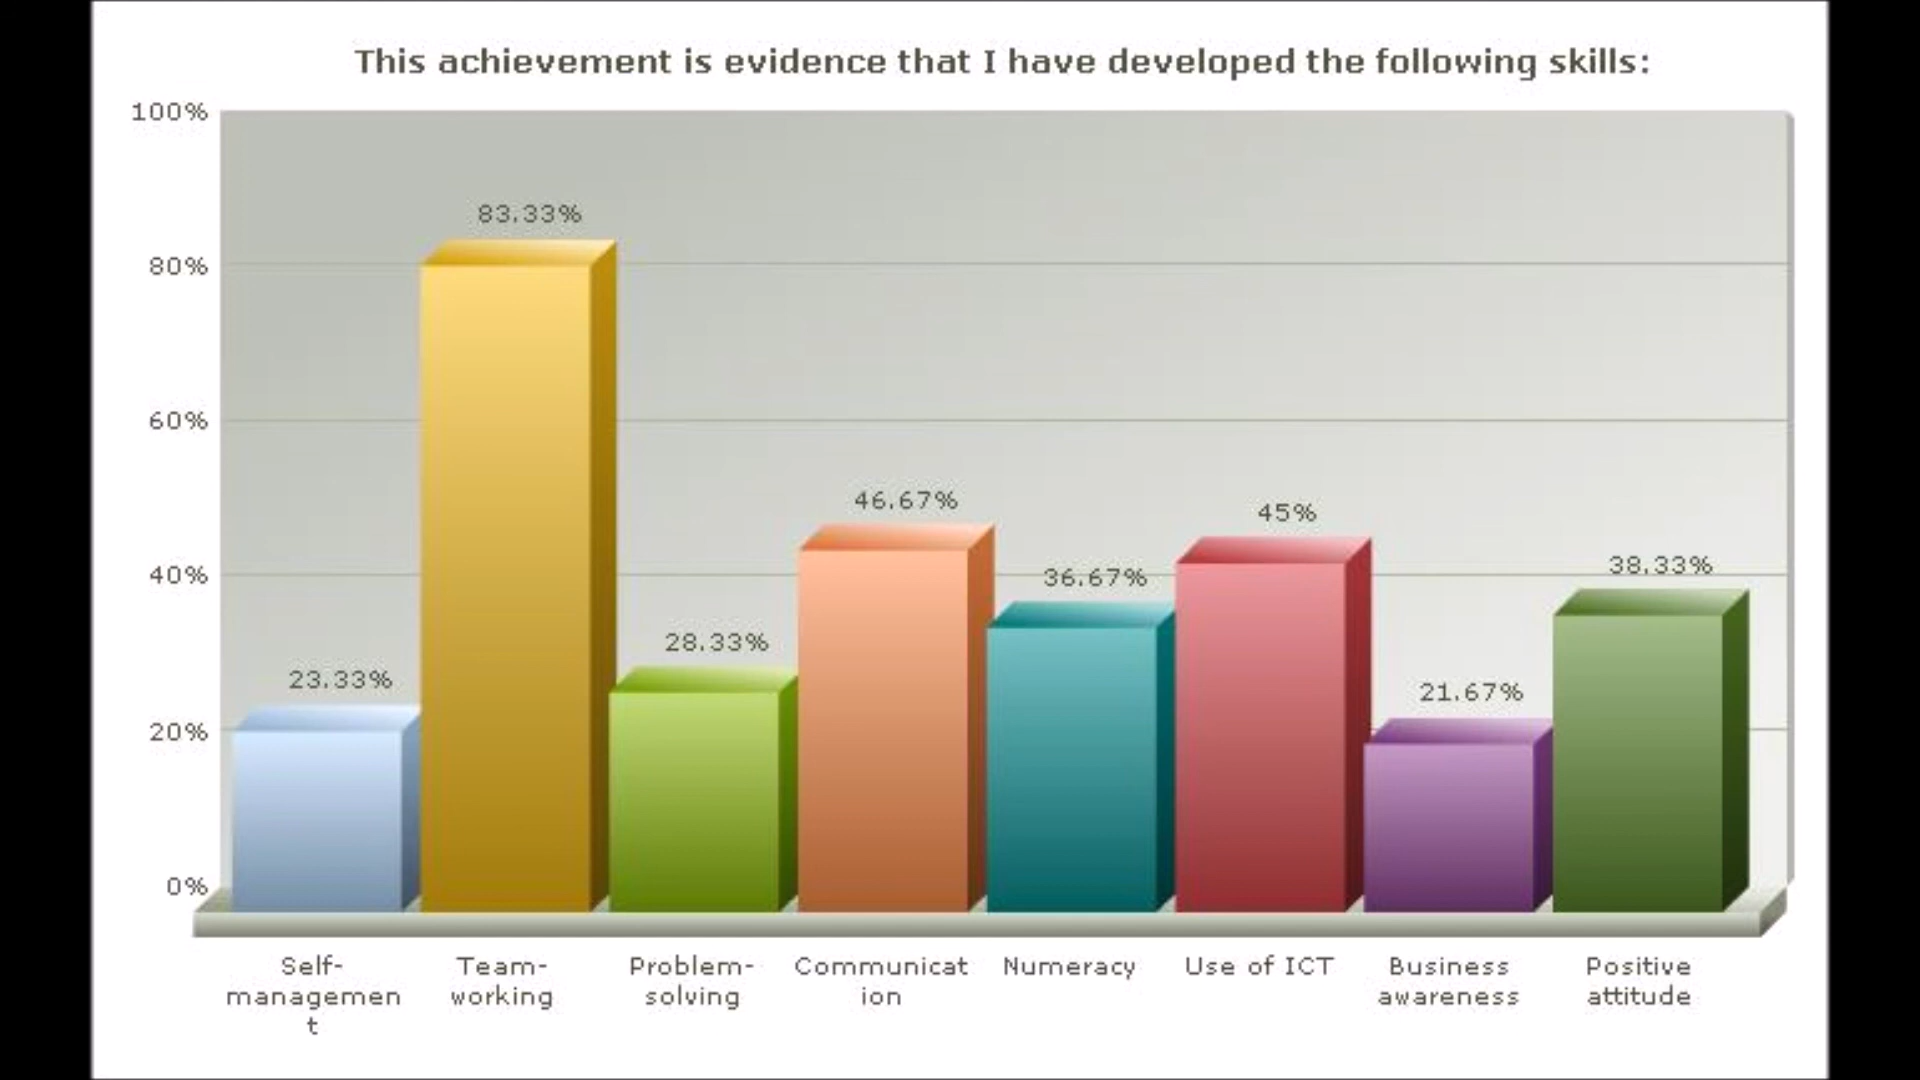 This achievement is evidence that I have developed the following skills:
100%
80%
60%
40%
20%
0%
23.33%
83.33%
28.33%
46.67%
36.67%
45%
21.67%
38.33%
Self-
managemen
t
Team-
working
Problem-
solving
Communicat
ion
Numeracy
Use of ICT
Business
awareness
Positive
attitude